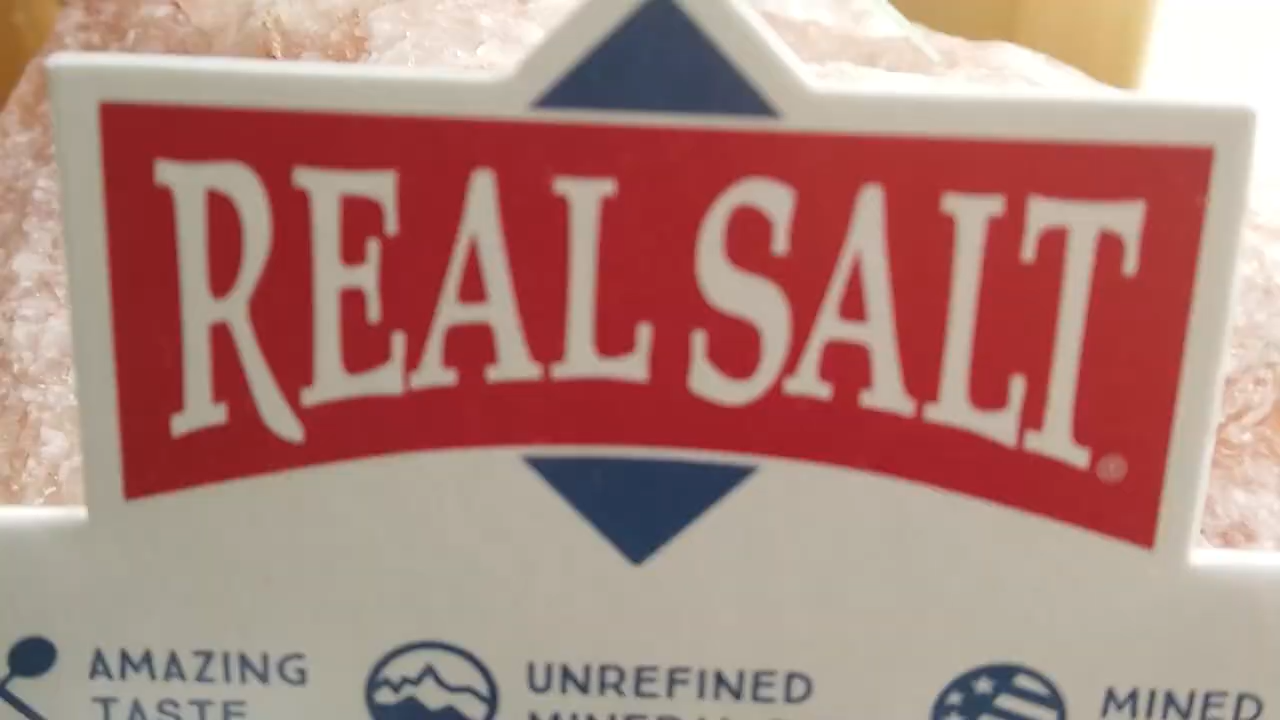 REAL SALT®
AMAZING
TASTE
UNREFINED
MINED